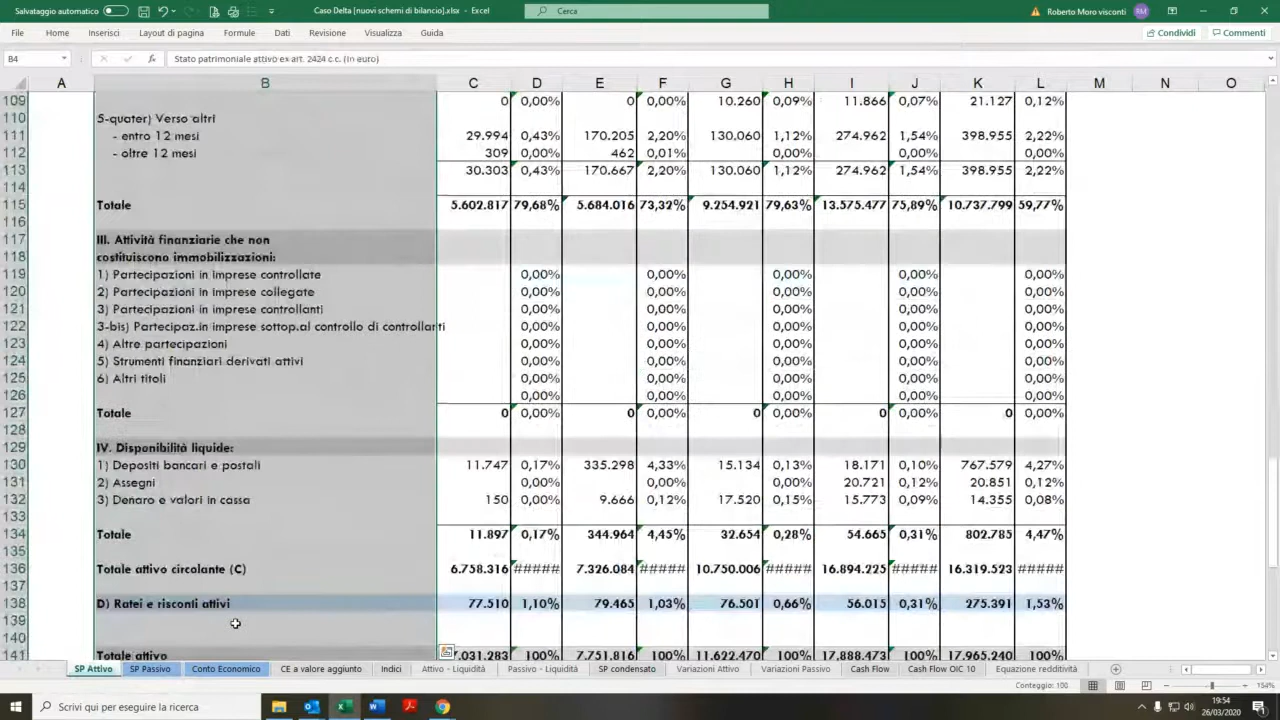 Salvataggio automatico Caso Delta [nuovi schemi di bilancio].xlsx - Excel Cerca Roberto Moro visconti RM
File Home Inserisci Layout di pagina Formule Dati Revisione Visualizza Guida Condividi Commenti
B4 fx Stato patrimoniale attivo ex art. 2424 c.c. (in euro)
A B C D E F G H I J K L M N O
109 0 0,00% 0 0,00% 10.260 0,09% 11.866 0,07% 21.127 0,12%
110 5-quater) Verso altri
111 - entro 12 mesi 29.994 0,43% 170.205 2,20% 130.060 1,12% 274.962 1,54% 398.955 2,22%
112 - oltre 12 mesi 309 0,00% 462 0,01% 0,00% 0,00% 0,00%
113 30.303 0,43% 170.667 2,20% 130.060 1,12% 274.962 1,54% 398.955 2,22%
114
115 Totale 5.602.817 79,68% 5.684.016 73,32% 9.254.921 79,63% 13.575.477 75,89% 10.737.799 59,77%
116
117 III. Attività finanziarie che non
118 costituiscono immobilizzazioni:
119 1) Partecipazioni in imprese controllate 0,00% 0,00% 0,00% 0,00% 0,00%
120 2) Partecipazioni in imprese collegate 0,00% 0,00% 0,00% 0,00% 0,00%
121 3) Partecipazioni in imprese controllanti 0,00% 0,00% 0,00% 0,00% 0,00%
122 3-bis) Partecipaz.in imprese sottop.al controllo di controllanti 0,00% 0,00% 0,00% 0,00% 0,00%
123 4) Altre partecipazioni 0,00% 0,00% 0,00% 0,00% 0,00%
124 5) Strumenti finanziari derivati attivi 0,00% 0,00% 0,00% 0,00% 0,00%
125 6) Altri titoli 0,00% 0,00% 0,00% 0,00% 0,00%
126 0,00% 0,00% 0,00% 0,00% 0,00%
127 Totale 0 0,00% 0 0,00% 0 0,00% 0 0,00% 0 0,00%
128
129 IV. Disponibilità liquide:
130 1) Depositi bancari e postali 11.747 0,17% 335.298 4,33% 15.134 0,13% 18.171 0,10% 767.579 4,27%
131 2) Assegni 0,00% 0,00% 0,00% 20.721 0,12% 20.851 0,12%
132 3) Denaro e valori in cassa 150 0,00% 9.666 0,12% 17.520 0,15% 15.773 0,09% 14.355 0,08%
133
134 Totale 11.897 0,17% 344.964 4,45% 32.654 0,28% 54.665 0,31% 802.785 4,47%
135
136 Totale attivo circolante (C) 6.758.316 ##### 7.326.084 ##### 10.750.006 ##### 16.894.225 ##### 16.319.523 #####
137
138 D) Ratei e risconti attivi 77.510 1,10% 79.465 1,03% 76.501 0,66% 56.015 0,31% 275.391 1,53%
139
140
141 Totale attivo .031.283 100% 7.751.816 100% 11.622.470 100% 17.888.473 100% 17.965.240 100%
SP Attivo SP Passivo Conto Economico CE a valore aggiunto Indici Attivo - Liquidità Passivo - Liquidità SP condensato Variazioni Attivo Variazioni Passivo Cash Flow Cash Flow OIC 10 Equazione redditività
Conteggio: 100 154%
Scrivi qui per eseguire la ricerca 19:54
26/03/2020